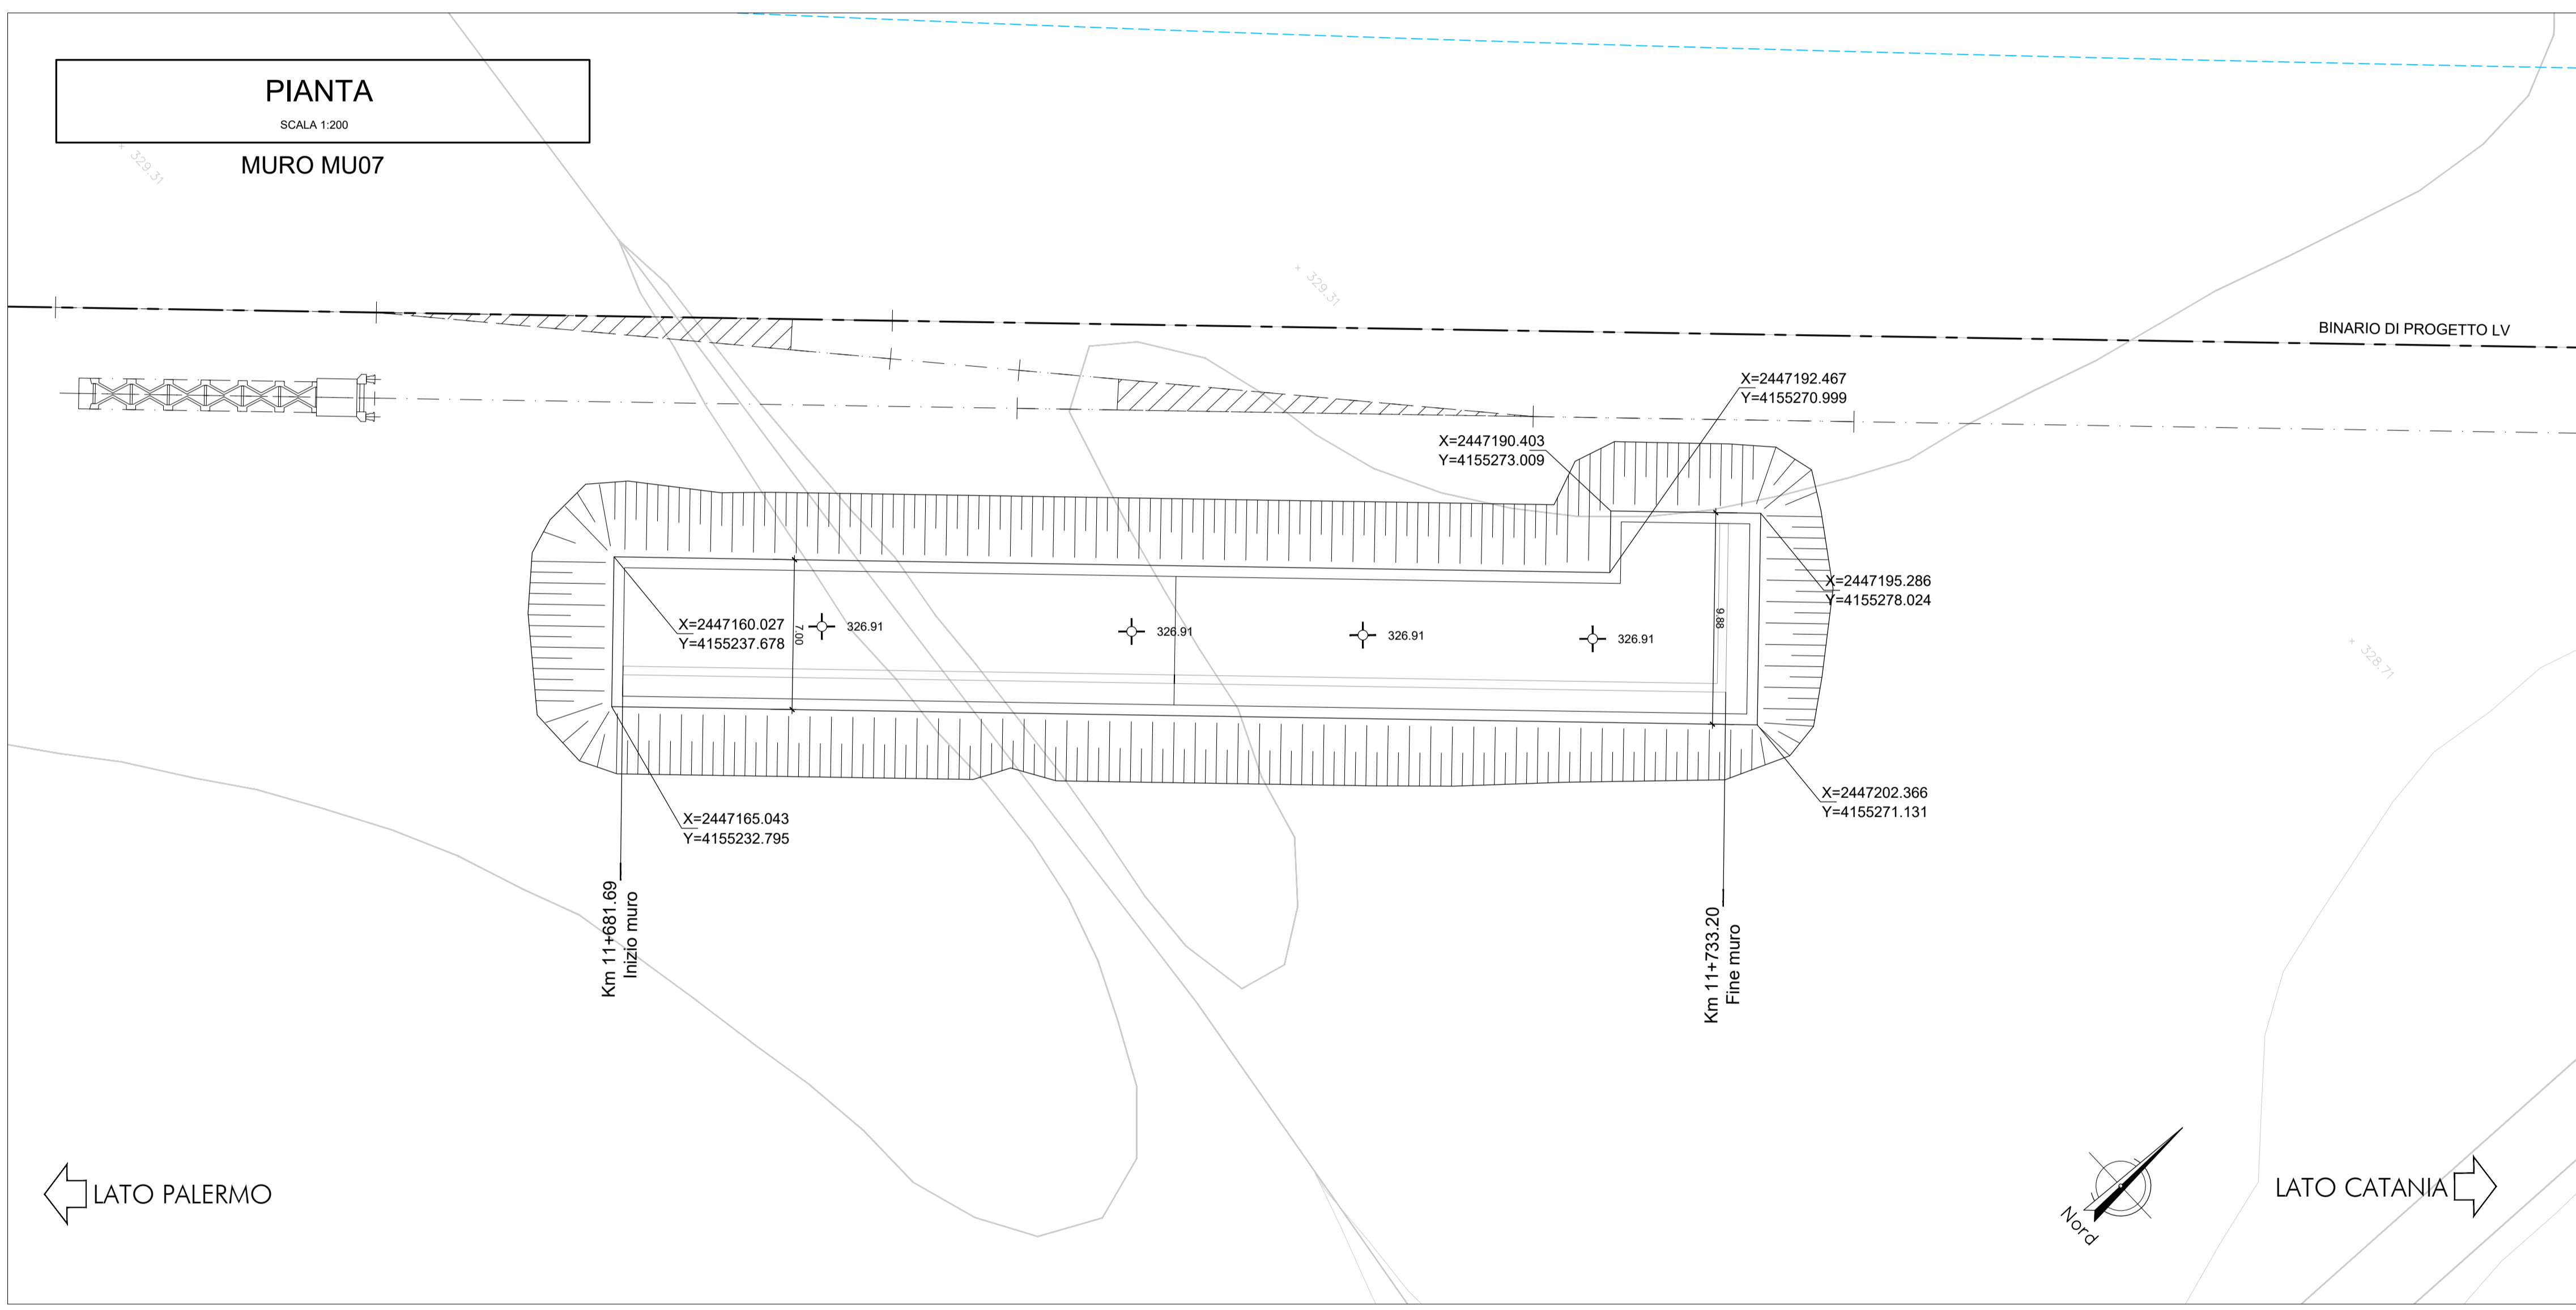 PIANTA
SCALA 1:200
MURO MU07
329.31
329.31
BINARIO DI PROGETTO LV
X=2447192.467
Y=4155270.999
X=2447190.403
Y=4155273.009
X=2447195.286
Y=4155278.024
X=2447160.027
Y=4155237.678
7.00
326.91
326.91
326.91
326.91
9.88
328.71
X=2447202.366
Y=4155271.131
X=2447165.043
Y=4155232.795
Km 11+681.69
Inizio muro
Km 11+733.20
Fine muro
LATO PALERMO
Nord
LATO CATANIA